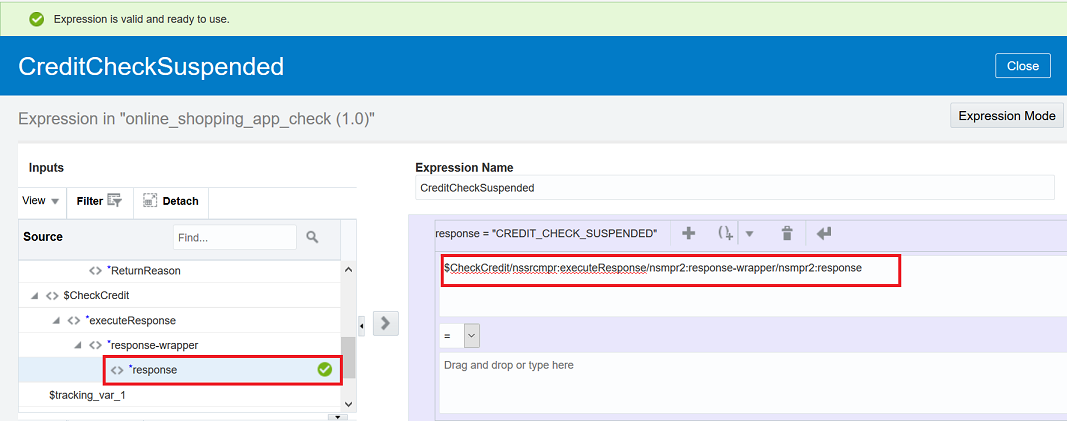 Expression is valid and ready to use.
CreditCheckSuspended
Close
Expression in "online_shopping_app_check (1.0)"
Expression Mode
Inputs
Expression Name
View
Filter
Detach
CreditCheckSuspended
Source
Find...
response = "CREDIT_CHECK_SUSPENDED"
*ReturnReason
$CheckCredit/nssrcmpr:executeResponse/nsmpr2:response-wrapper/nsmpr2:response
$CheckCredit
*executeResponse
=
*response-wrapper
*response
Drag and drop or type here
$tracking_var_1